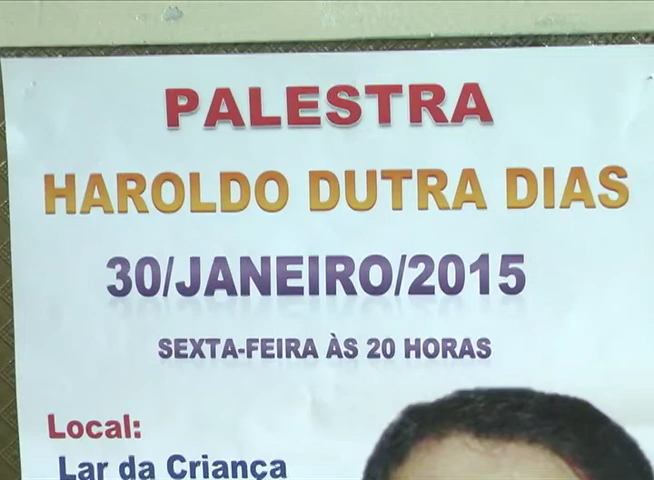 PALESTRA
HAROLDO DUTRA DIAS
30/JANEIRO/2015
SEXTA-FEIRA ÀS 20 HORAS
Local:
Lar da Criança